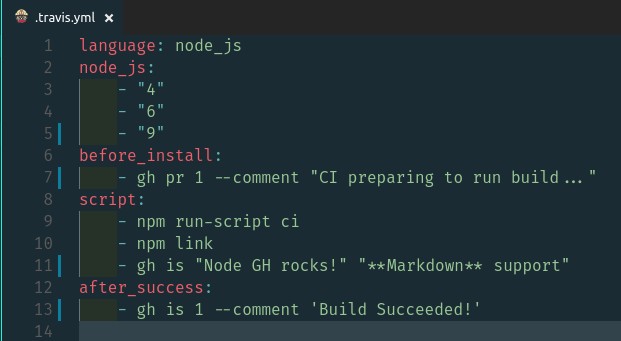 .travis.yml ×
1 language: node_js
2 node_js:
3     - "4"
4     - "6"
5     - "9"
6 before_install:
7     - gh pr 1 --comment "CI preparing to run build..."
8 script:
9     - npm run-script ci
10     - npm link
11     - gh is "Node GH rocks!" "**Markdown** support"
12 after_success:
13     - gh is 1 --comment 'Build Succeeded!'
14